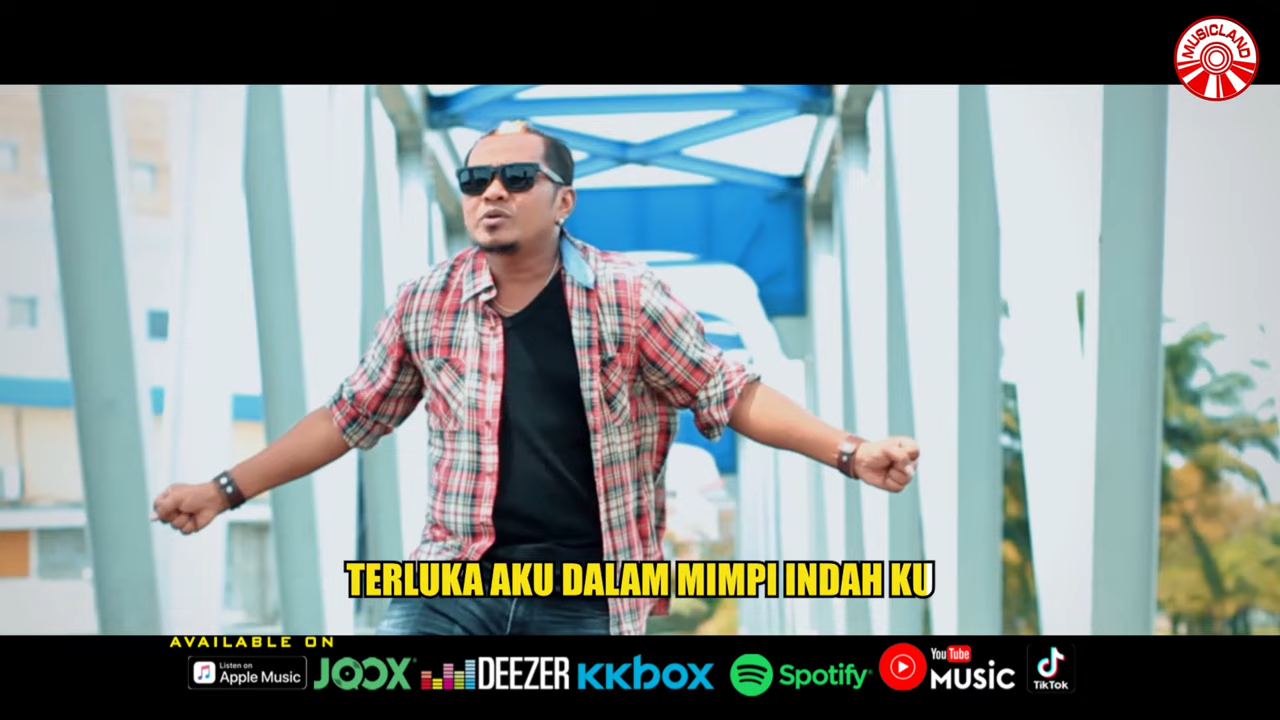 MUSICLAND
TERLUKA AKU DALAM MIMPI INDAH KU
AVAILABLE ON
Listen on
Apple Music
JOOX
DEEZER
KKBOX
Spotify
YouTube
MUSIC
TikTok